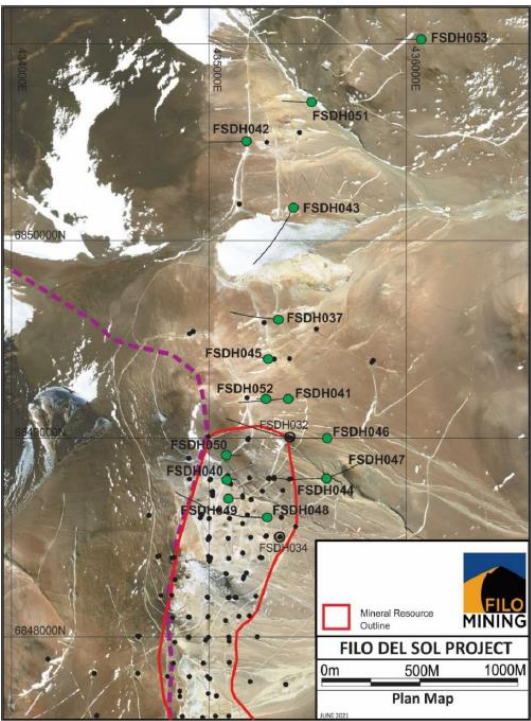 FSDH053
434000E
435000E
436000E
FSDH051
FSDH042
FSDH043
6850000N
FSDH037
FSDH045
FSDH052
FSDH041
FSDH032
6849000N
FSDH046
FSDH050
FSDH047
FSDH040
FSDH044
FSDH049
FSDH048
FSDH034
Mineral Resource
Outline
FILO
MINING
6848000N
FILO DEL SOL PROJECT
0m 500M 1000M
Plan Map
JUNE 2021